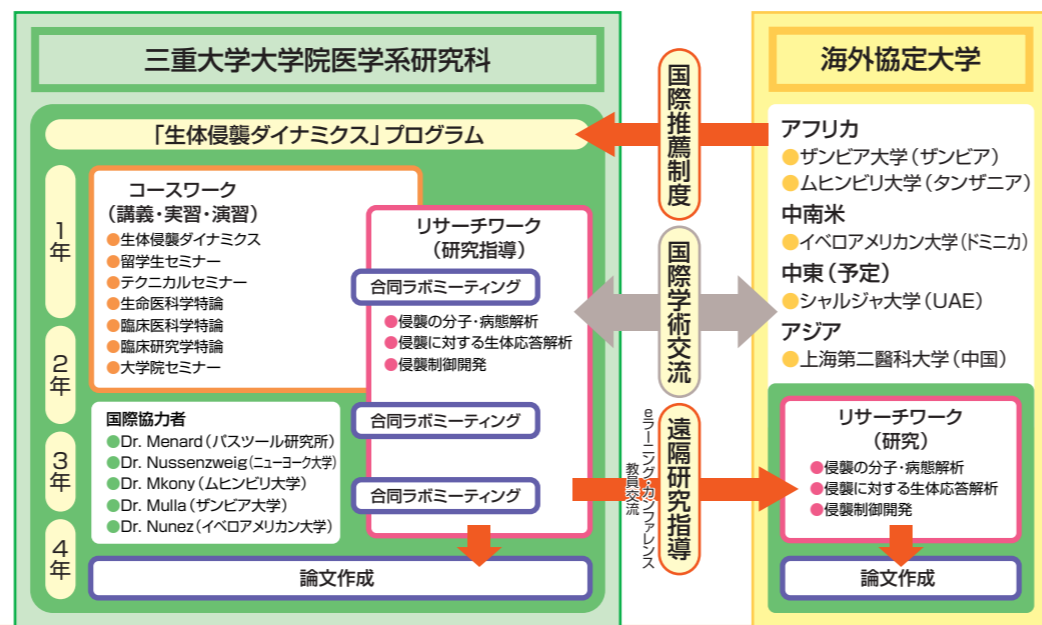 三重大学大学院医学系研究科
「生体侵襲ダイナミクス」プログラム
1年
2年
3年
4年
コースワーク
(講義・実習・演習)
●生体侵襲ダイナミクス
●留学生セミナー
●テクニカルセミナー
●生命医科学特論
●臨床医科学特論
●臨床研究学特論
●大学院セミナー
国際協力者
●Dr. Menard(パスツール研究所)
●Dr. Nussenzweig(ニューヨーク大学)
●Dr. Mkony(ムヒンビリ大学)
●Dr. Mulla(ザンビア大学)
●Dr. Nunez(イベロアメリカン大学)
リサーチワーク
(研究指導)
合同ラボミーティング
●侵襲の分子・病態解析
●侵襲に対する生体応答解析
●侵襲制御開発
合同ラボミーティング
合同ラボミーティング
論文作成
国際推薦制度
国際学術交流
遠隔研究指導
eラーニング・カンファレンス
教員交流
海外協定大学
アフリカ
●ザンビア大学(ザンビア)
●ムヒンビリ大学(タンザニア)
中南米
●イベロアメリカン大学(ドミニカ)
中東(予定)
●シャルジャ大学(UAE)
アジア
●上海第二醫科大学(中国)
リサーチワーク
(研究)
●侵襲の分子・病態解析
●侵襲に対する生体応答解析
●侵襲制御開発
論文作成